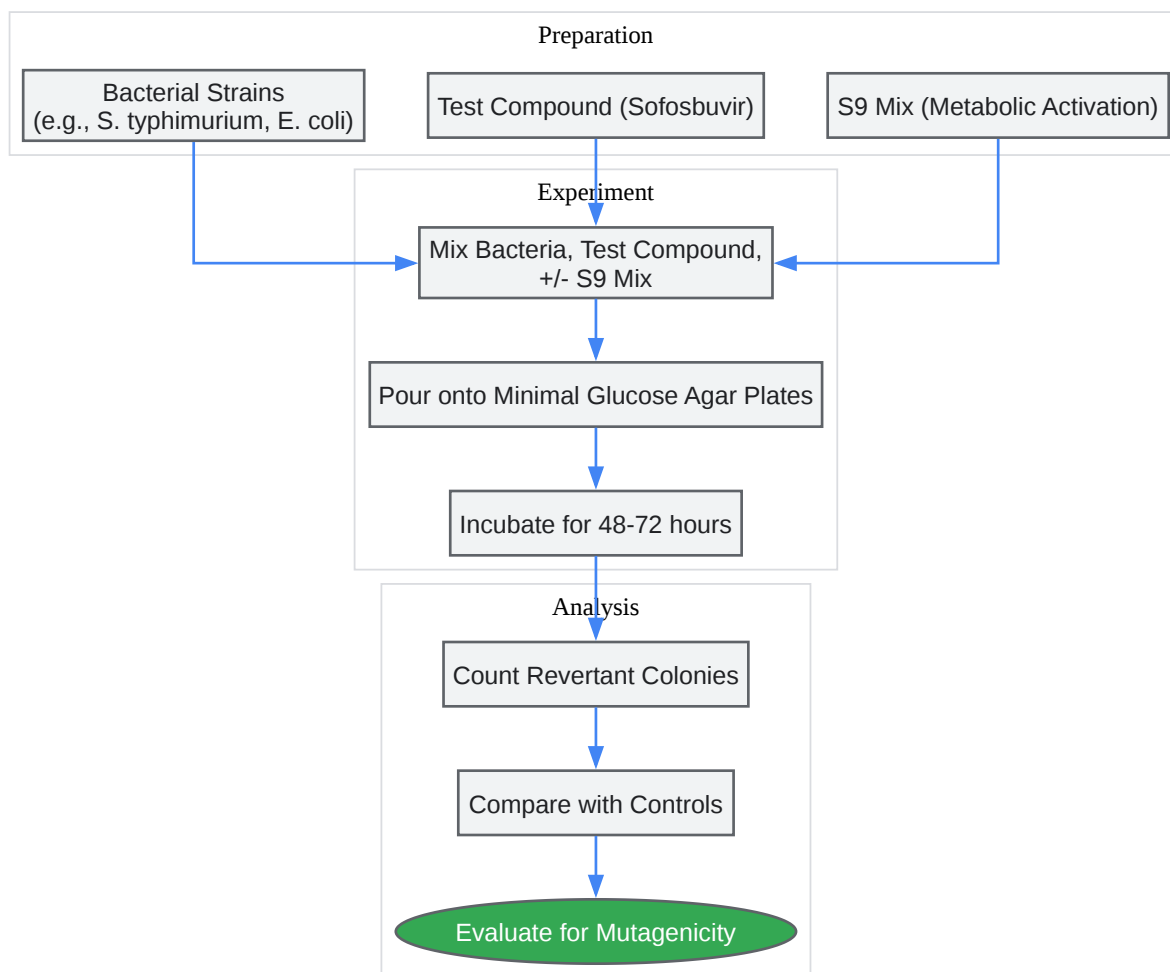 Preparation
Bacterial Strains
(e.g., S. typhimurium, E. coli)
Test Compound (Sofosbuvir)
S9 Mix (Metabolic Activation)
Experiment
Mix Bacteria, Test Compound,
+/- S9 Mix
Pour onto Minimal Glucose Agar Plates
Incubate for 48-72 hours
Analysis
Count Revertant Colonies
Compare with Controls
Evaluate for Mutagenicity